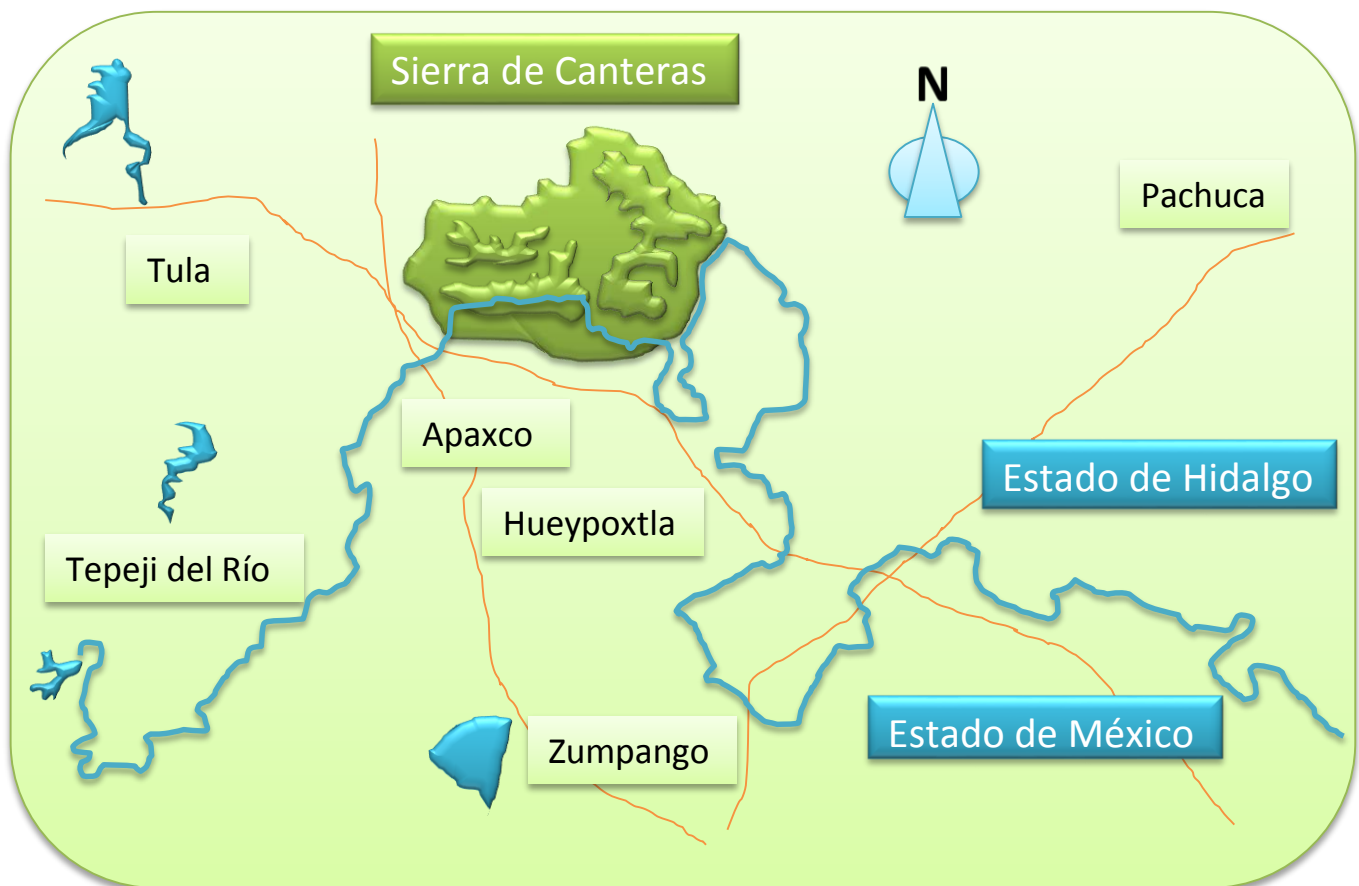 Sierra de Canteras
N
Pachuca
Tula
Apaxco
Estado de Hidalgo
Hueypoxtla
Tepeji del Río
Estado de México
Zumpango